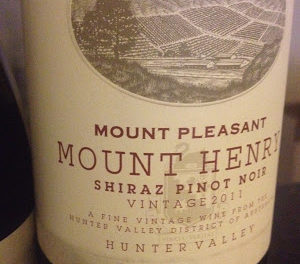 MOUNT PLEASANT
MOUNT HENRY
SHIRAZ PINOT NOIR
VINTAGE 2011
A FINE VINTAGE WINE FROM THE
HUNTER VALLEY DISTRICT OF
HUNTER VALLEY